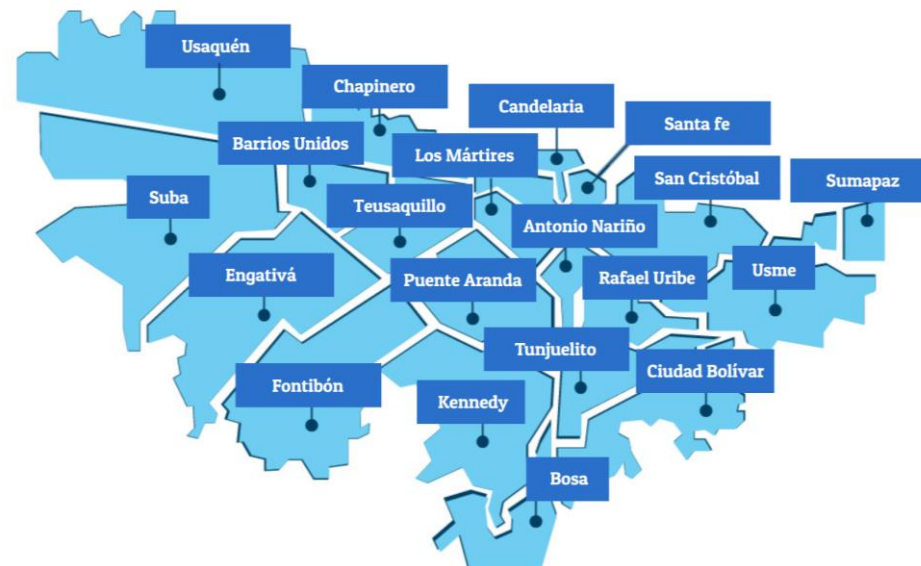 Usaquén
Chapinero
Candelaria
Santa fe
Barrios Unidos
Los Mártires
San Cristóbal
Sumapaz
Suba
Teusaquillo
Antonio Nariño
Engativá
Puente Aranda
Rafael Uribe
Usme
Tunjuelito
Fontibón
Kennedy
Ciudad Bolívar
Bosa